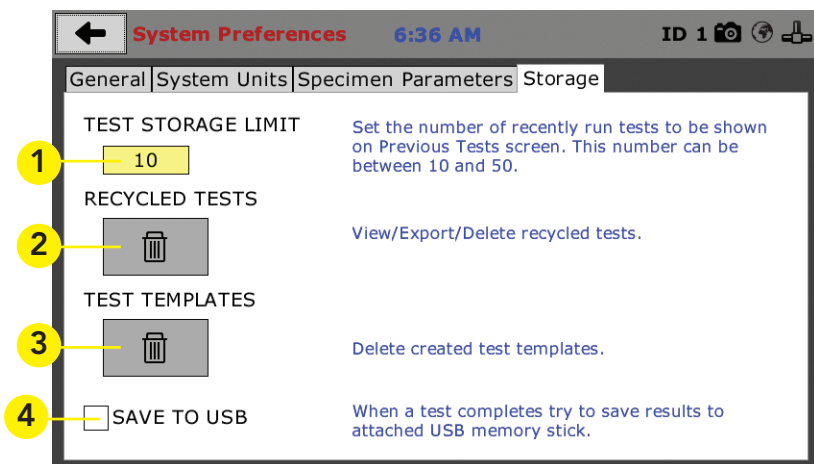 System Preferences 6:36 AM ID 1
General System Units Specimen Parameters Storage
TEST STORAGE LIMIT
Set the number of recently run tests to be shown
on Previous Tests screen. This number can be
between 10 and 50.
1
10
RECYCLED TESTS
2
View/Export/Delete recycled tests.
TEST TEMPLATES
3
Delete created test templates.
4
SAVE TO USB
When a test completes try to save results to
attached USB memory stick.